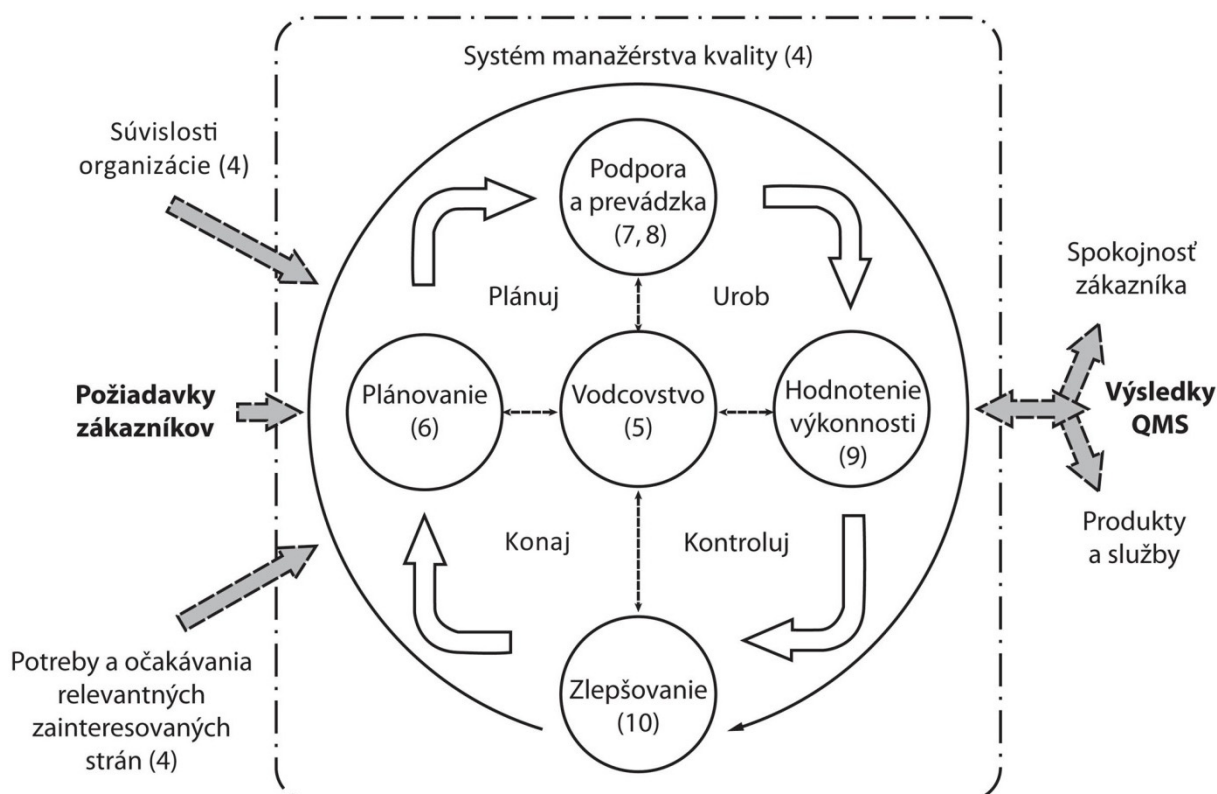 Systém manažérstva kvality (4)
Súvislosti
organizácie (4)
Podpora
a prevádzka
(7, 8)
Spokojnosť
zákazníka
Plánuj
Urob
Požiadavky
zákazníkov
Plánovanie
(6)
Vodcovstvo
(5)
Hodnotenie
výkonnosti
(9)
Výsledky
QMS
Konaj
Kontroluj
Produkty
a služby
Potreby a očakávania
relevantných
zainteresovaných
strán (4)
Zlepšovanie
(10)